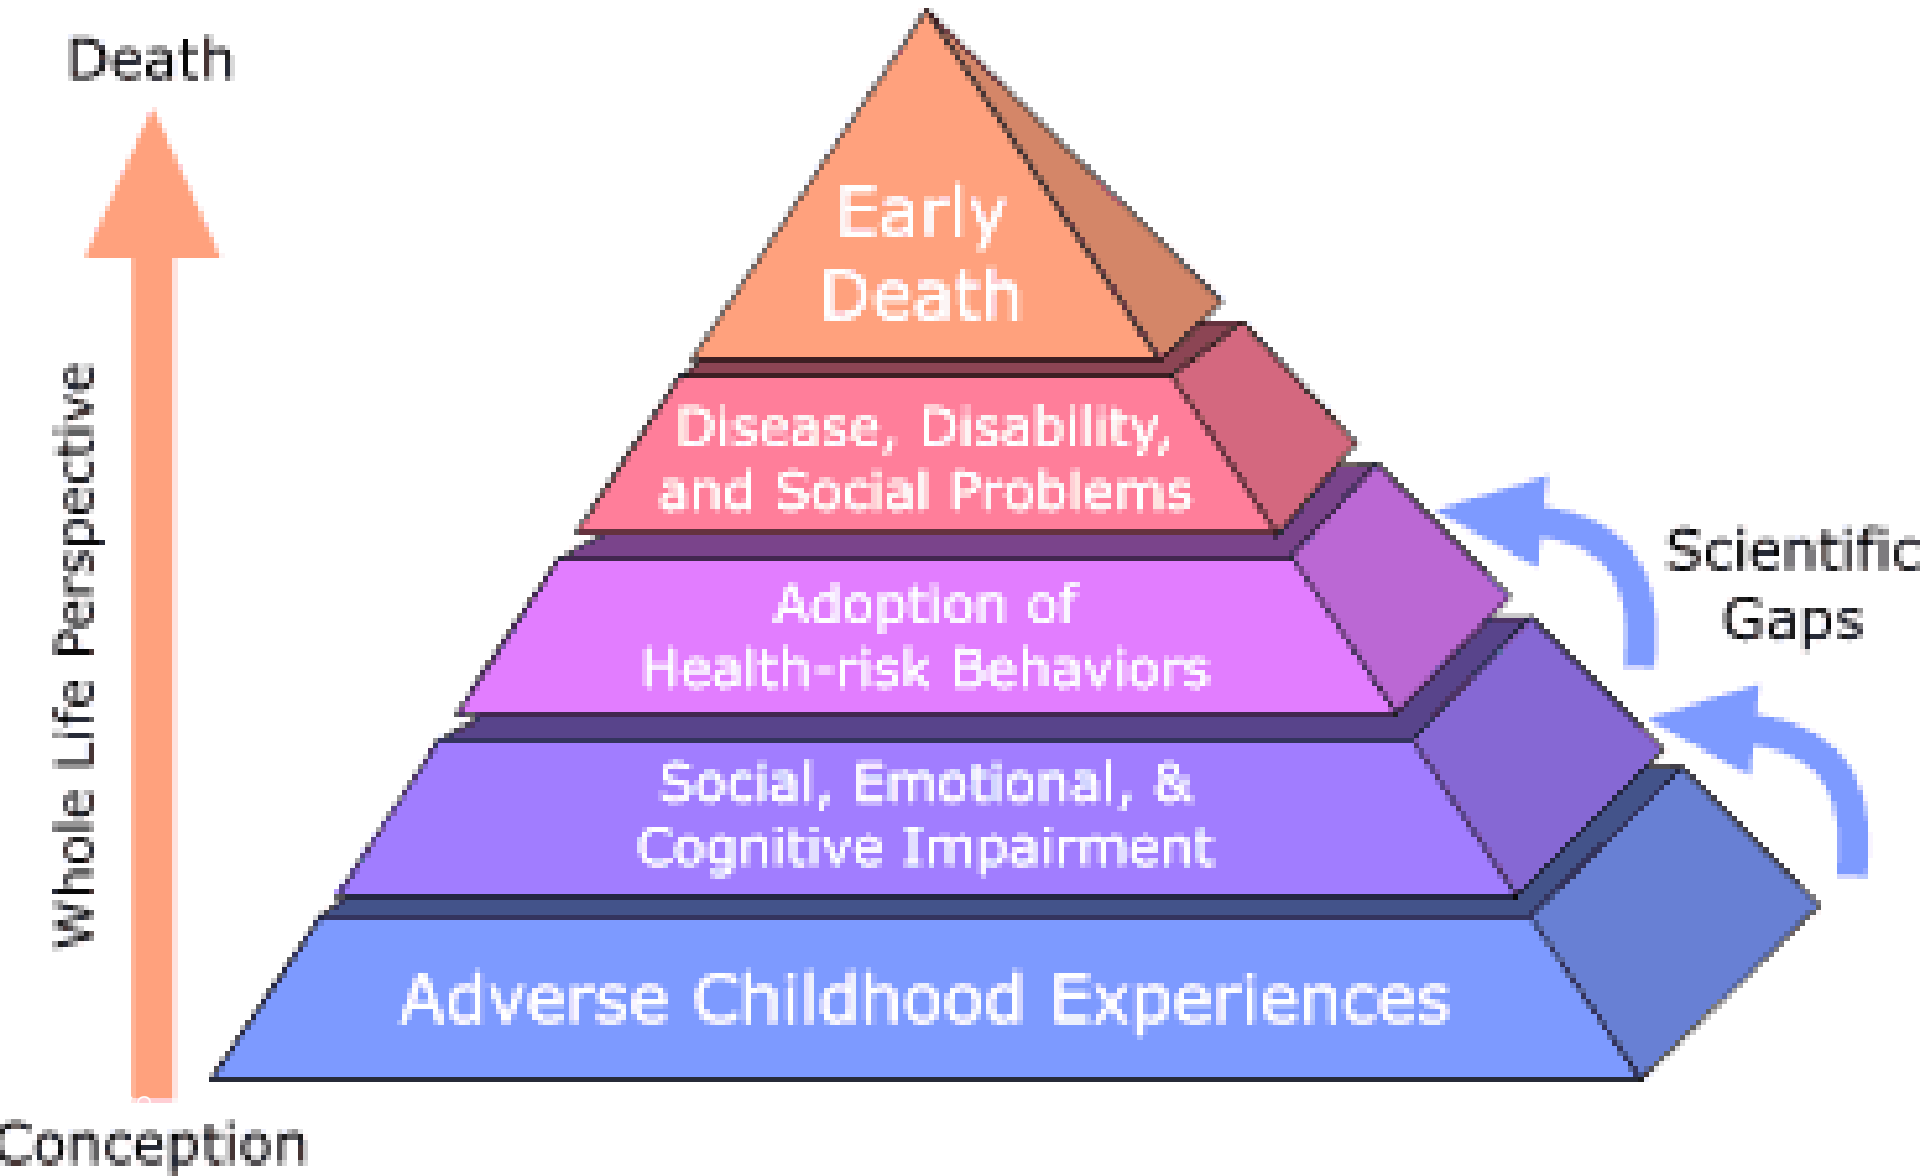 Death
Whole Life Perspective
Conception
Early
Death
Disease, Disability,
and Social Problems
Adoption of
Health-risk Behaviors
Social, Emotional, &
Cognitive Impairment
Adverse Childhood Experiences
Scientific
Gaps